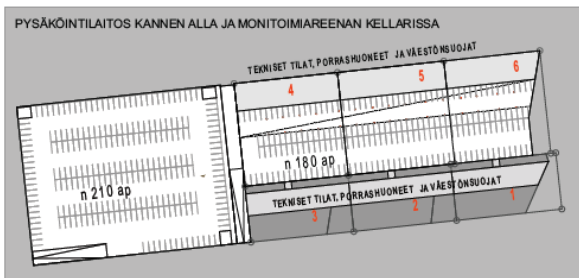 PYSÄKÖINTILAITOS KANNEN ALLA JA MONITOIMIAREENAN KELLARISSA
TEKNISET TILAT, PORRASHUONEET JA VÄESTÖNSUOJAT
4
5
6
n 180 ap
n 210 ap
TEKNISET TILAT, PORRASHUONEET JA VÄESTÖNSUOJAT
3
2
1